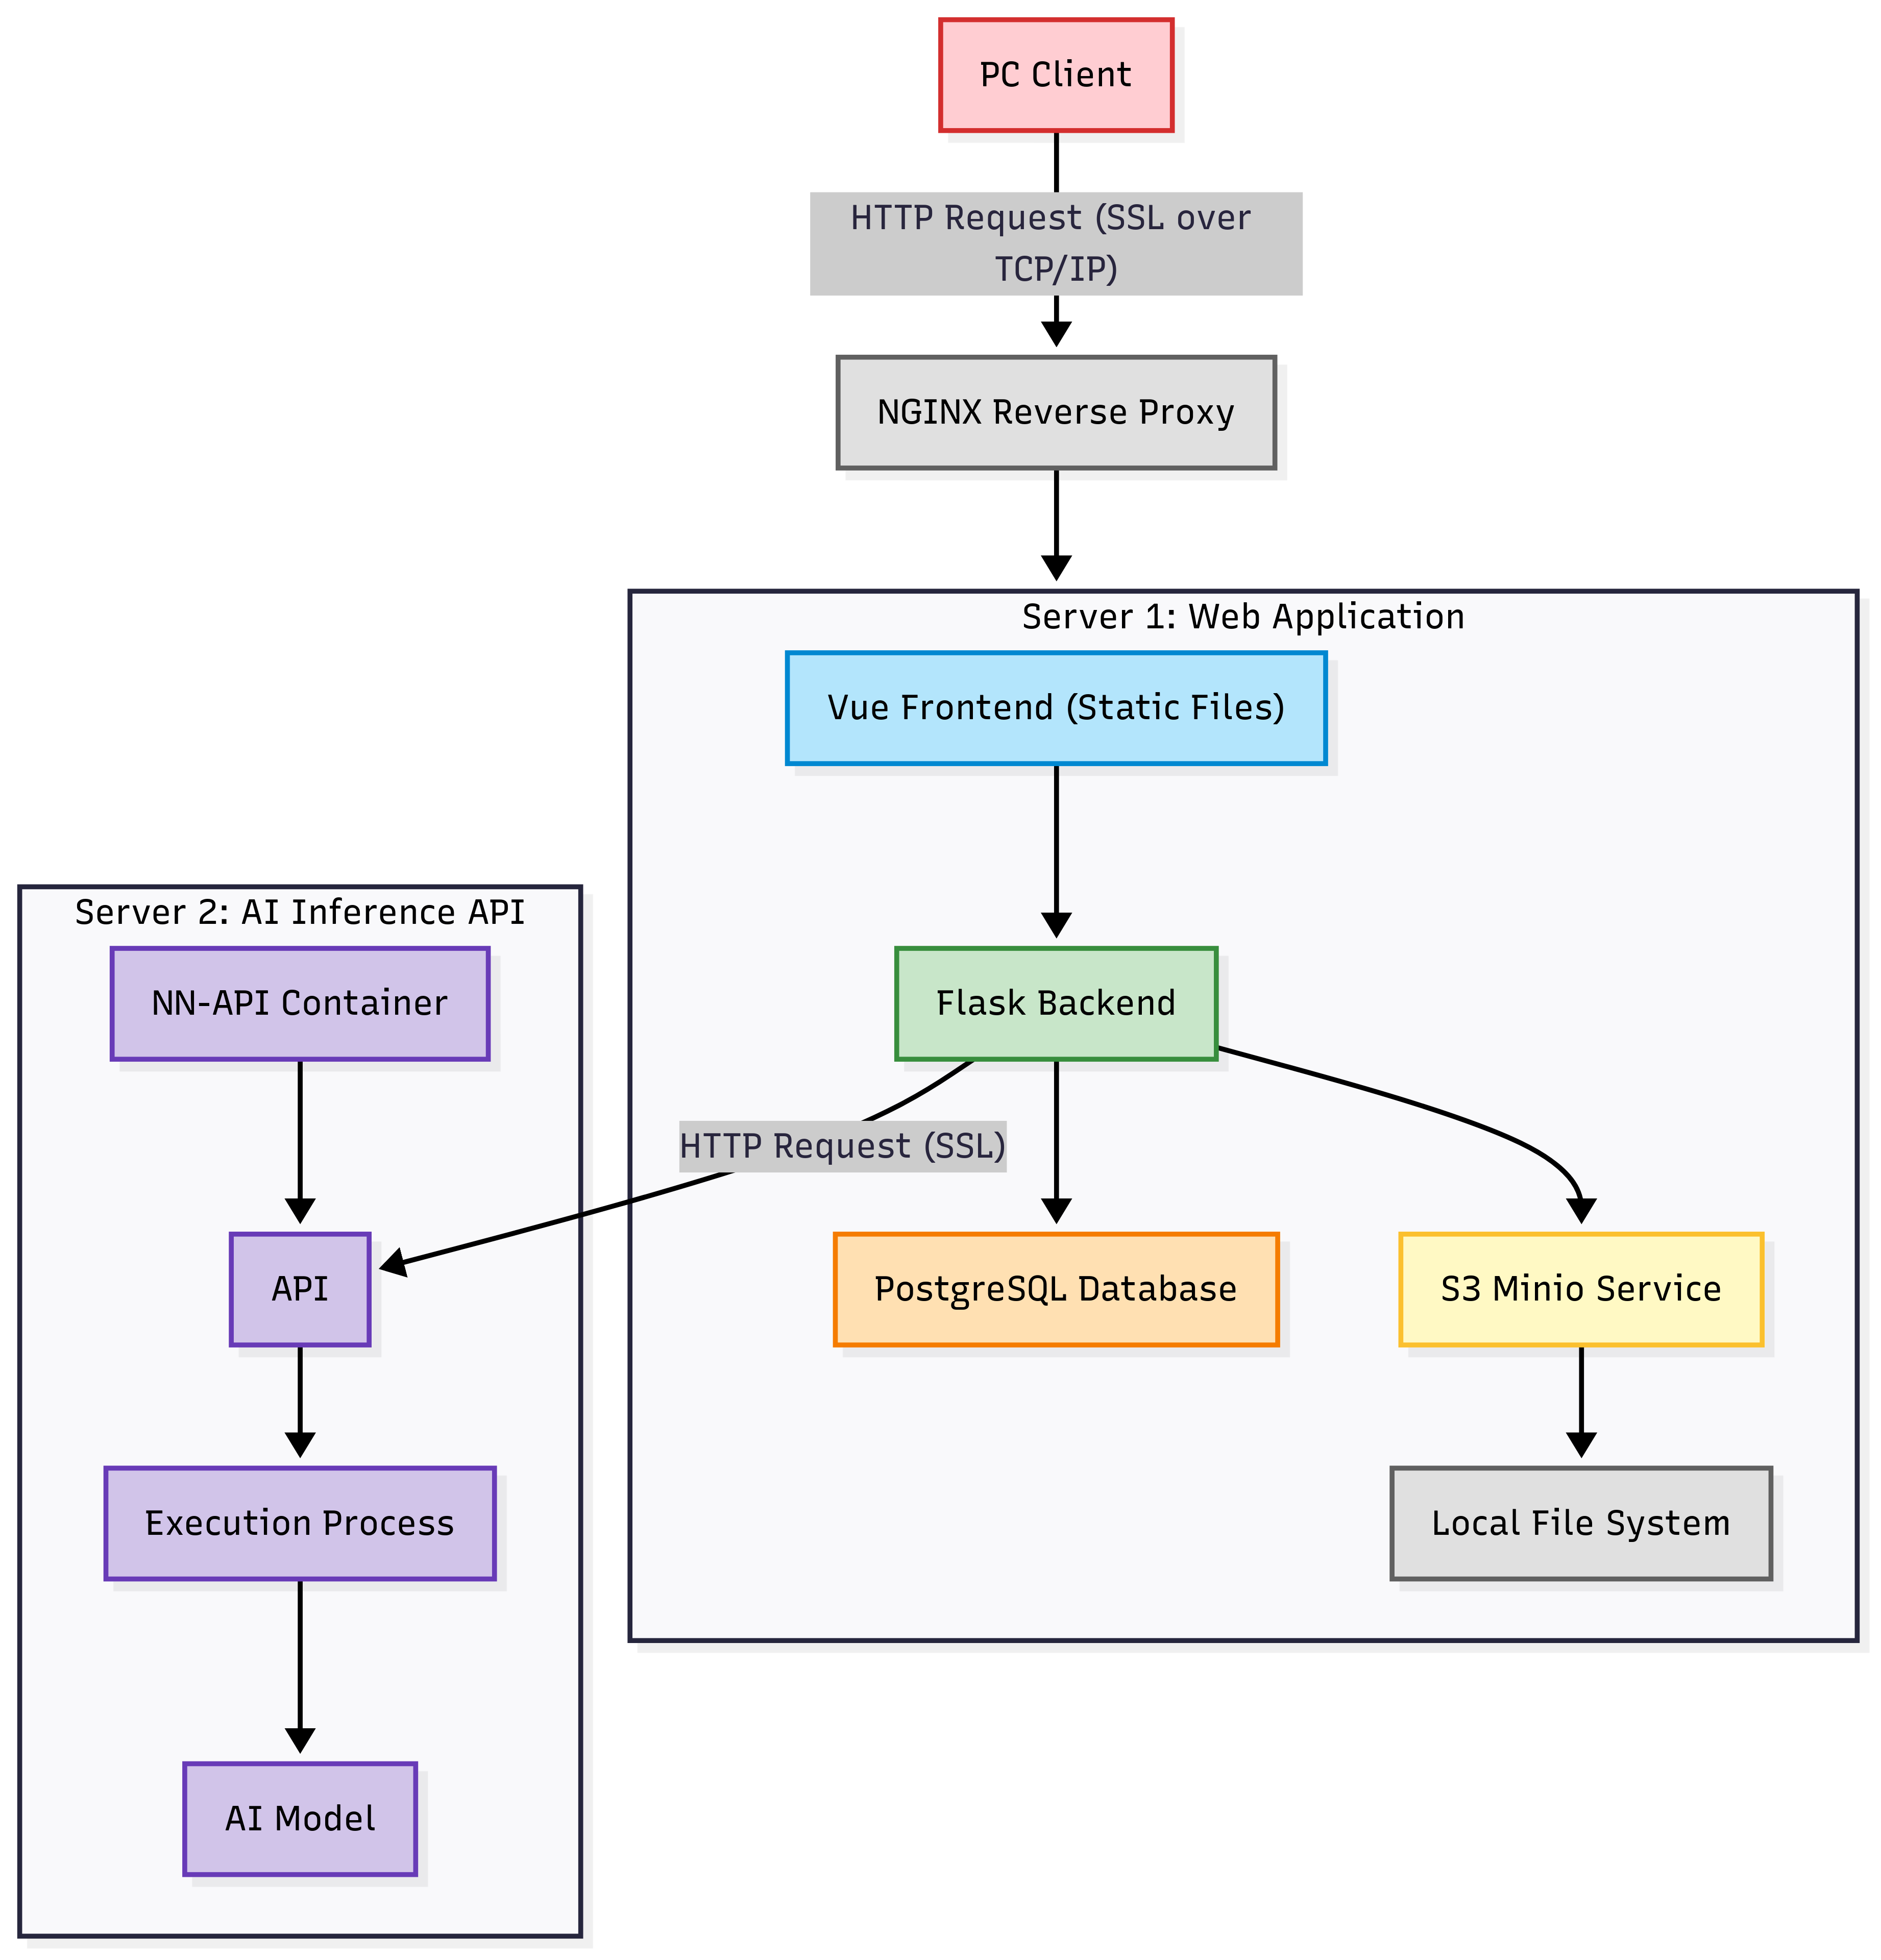 PC Client
HTTP Request (SSL over
TCP/IP)
NGINX Reverse Proxy
Server 1: Web Application
Vue Frontend (Static Files)
Server 2: AI Inference API
NN-API Container
Flask Backend
HTTP Request (SSL)
API
PostgreSQL Database
S3 Minio Service
Execution Process
Local File System
AI Model